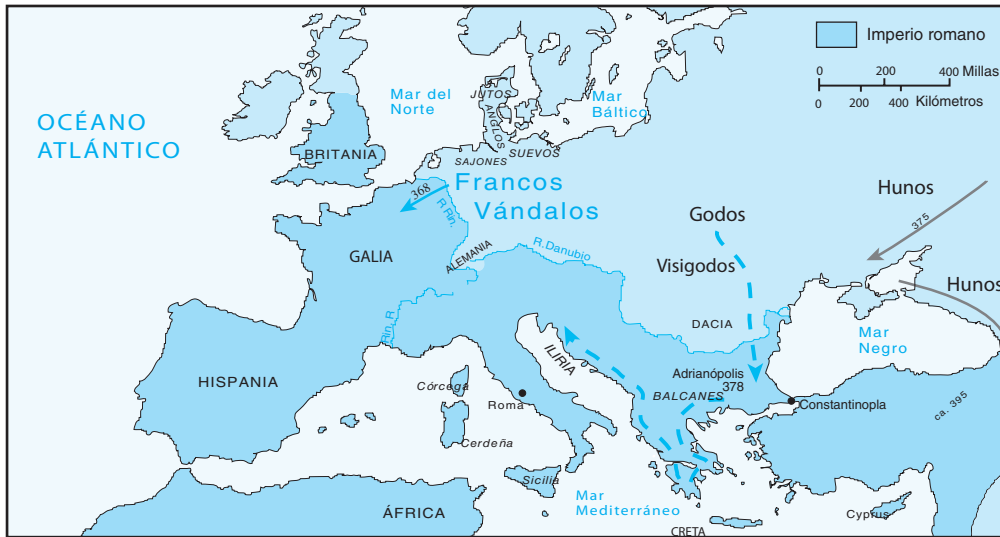 Imperio romano
0 200 400 Millas
0 200 400 Kilómetros
OCÉANO
ATLÁNTICO
Mar del
Norte
Mar
Báltico
JUTOS
ANGLOS
SAJONES
SUEVOS
BRITANIA
368
Francos
Vándalos
R Rin.
GALIA
ALEMANIA
R.Danubio
Godos
Visigodos
Hunos
375
Hunos
DACIA
Mar
Negro
Rin. R
ILIRIA
HISPANIA
Córcega
Roma
Cerdeña
Adrianópolis
378
BALCANES
Constantinopla
ca. 395
Sicilia
Mar
Mediterráneo
ÁFRICA
CRETA
Cyprus